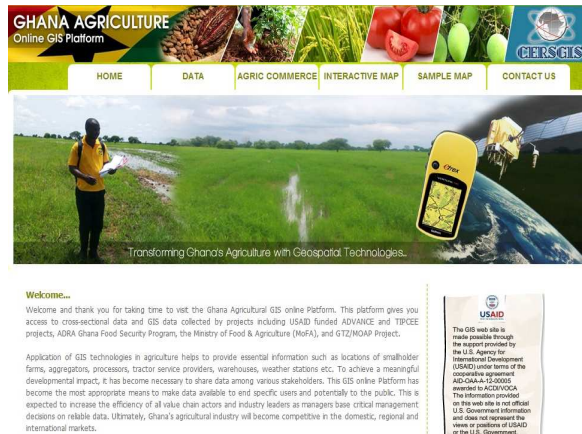 GHANA AGRICULTURE
Online GIS Platform
CERSGIS
HOME
DATA
AGRIC COMMERCE
INTERACTIVE MAP
SAMPLE MAP
CONTACT US
eTrex
Transforming Ghana's Agriculture with Geospatial Technologies..
Welcome...
Welcome and thank you for taking time to visit the Ghana Agricultural GIS online Platform. This platform gives you
access to cross-sectional data and GIS data collected by projects including USAID funded ADVANCE and TIPCEE
projects, ADRA Ghana Food Security Program, the Ministry of Food & Agriculture (MoFA), and GTZ/MOAP Project.
Application of GIS technologies in agriculture helps to provide essential information such as locations of smallholder
farms, aggregators, processors, tractor service providers, warehouses, weather stations etc. To achieve a meaningful
developmental impact, it has become necessary to share data among various stakeholders. This GIS online Platform has
become the most appropriate means to make data available to end specific users and potentially to the public. This is
expected to increase the efficiency of all value chain actors and industry leaders as managers base critical management
decisions on reliable data. Ultimately, Ghana's agricultural industry will become competitive in the domestic, regional and
international markets.
USAID
The GIS web site is
made possible through
the support provided by
the U.S. Agency for
International Development
(USAID) under terms of the
cooperative agreement
AID-OAA-A-12-00005
awarded to ACDI/VOCA
The information provided
on this web site is not official
U.S. Government information
and does not represent the
views or positions of USAID
or the U.S. Government